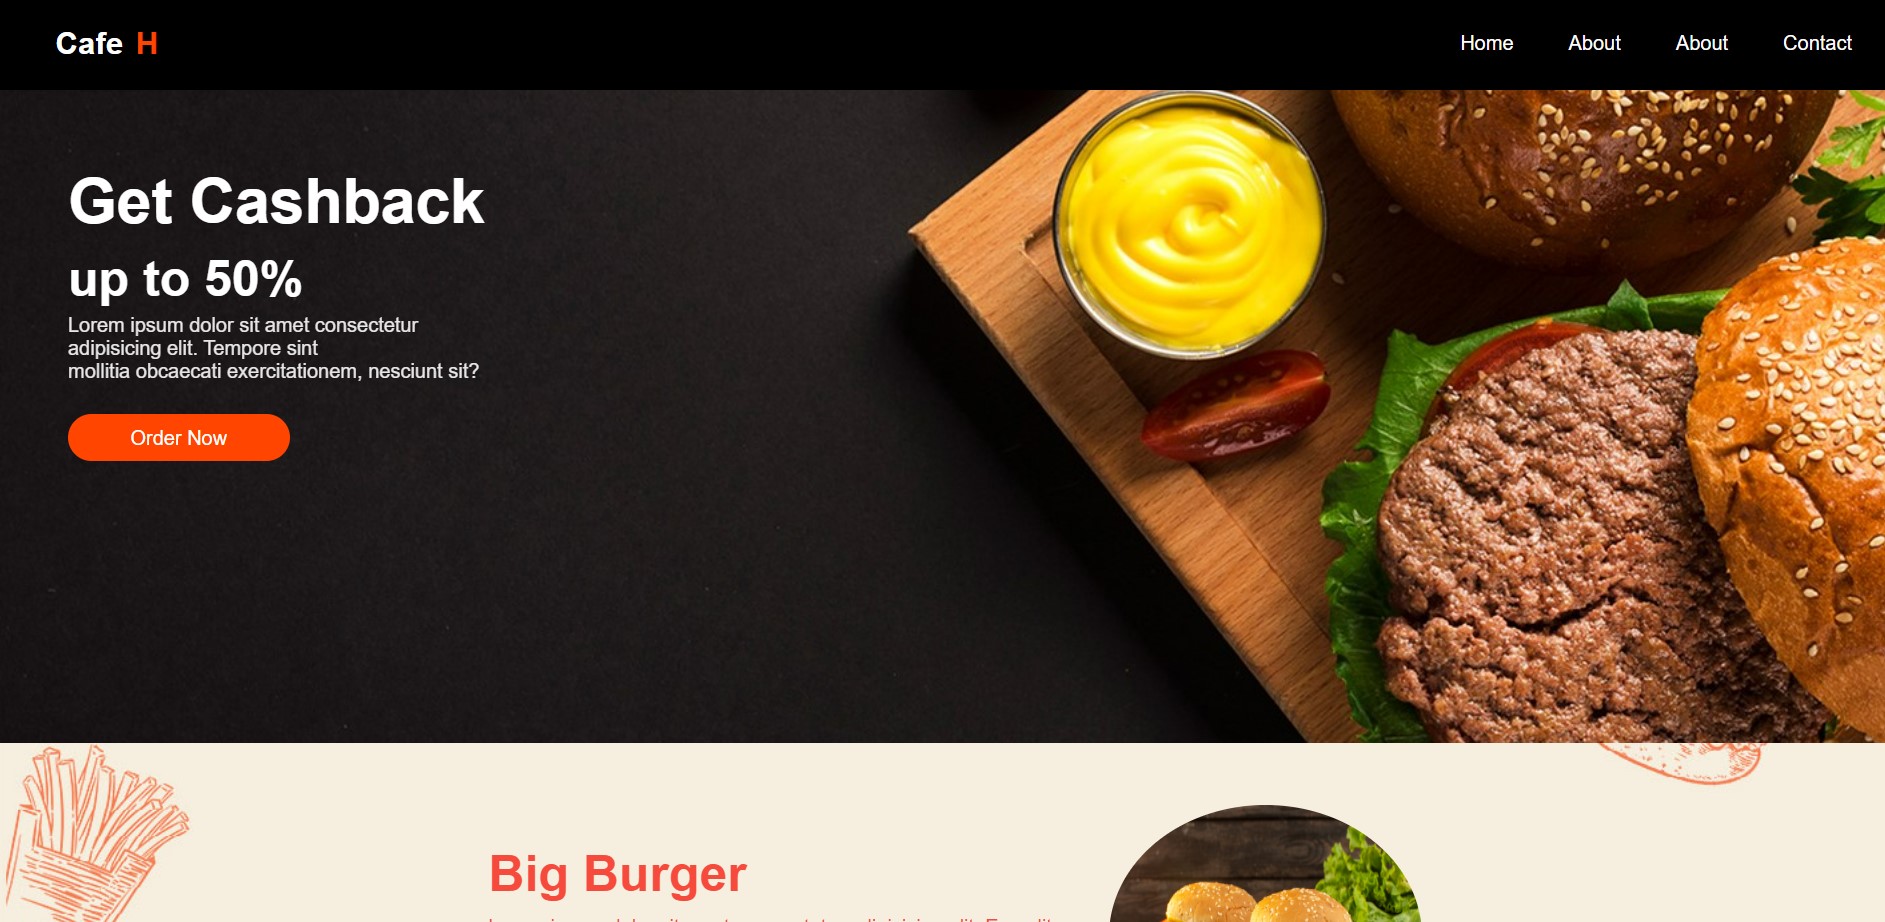 Cafe H
Home About About Contact
Get Cashback
up to 50%
Lorem ipsum dolor sit amet consectetur
adipisicing elit. Tempore sint
mollitia obcaecati exercitationem, nesciunt sit?
Order Now
Big Burger